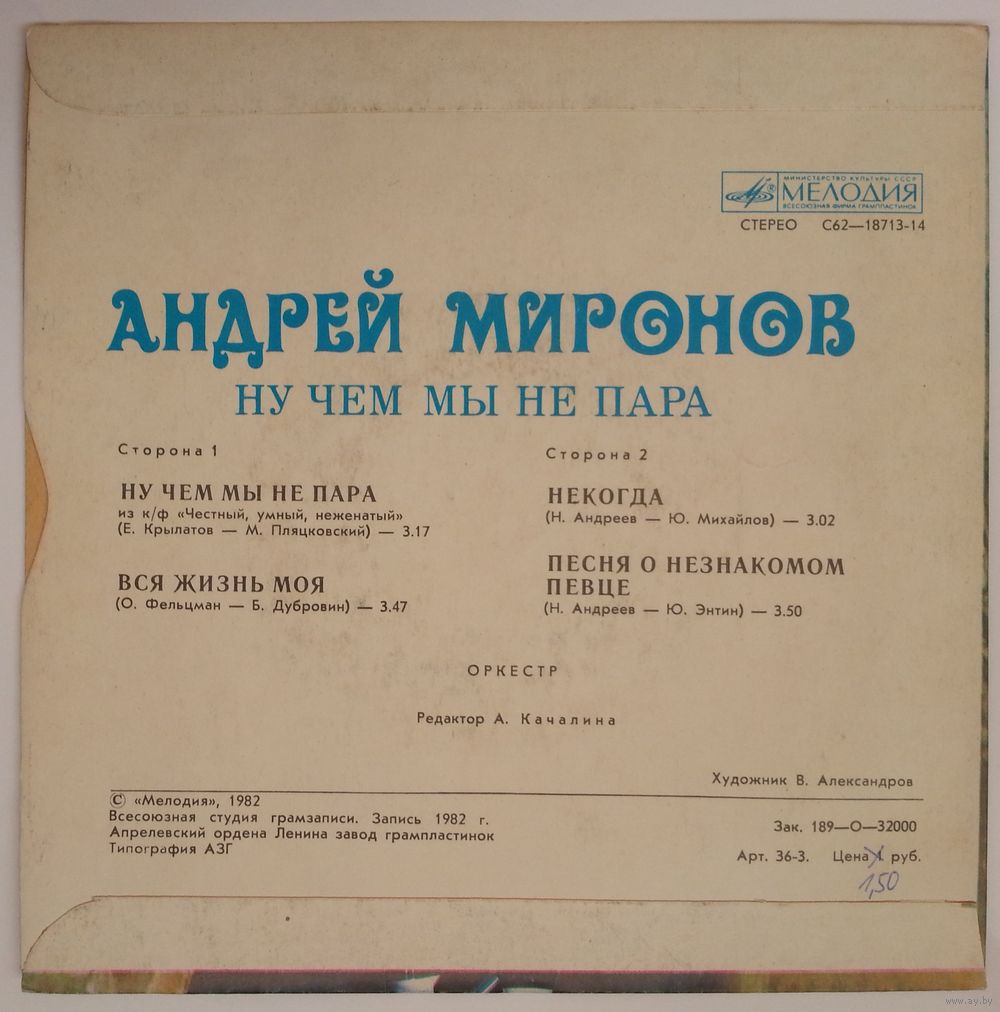 МИНИСТЕРСТВО КУЛЬТУРЫ СССР
МЕЛОДИЯ
ВСЕСОЮЗНАЯ ФИРМА ГРАМПЛАСТИНОК
СТЕРЕО С62—18713-14
АНДРЕЙ МИРОНОВ
НУ ЧЕМ МЫ НЕ ПАРА
Сторона 1
НУ ЧЕМ МЫ НЕ ПАРА
из к/ф «Честный, умный, неженатый»
(Е. Крылатов — М. Пляцковский) — 3.17
ВСЯ ЖИЗНЬ МОЯ
(О. Фельцман — Б. Дубровин) — 3.47
Сторона 2
НЕКОГДА
(Н. Андреев — Ю. Михайлов) — 3.02
ПЕСНЯ О НЕЗНАКОМОМ
ПЕВЦЕ
(Н. Андреев — Ю. Энтин) — 3.50
ОРКЕСТР
Редактор А. Качалина
Художник В. Александров
© «Мелодия», 1982
Всесоюзная студия грамзаписи. Запись 1982 г.
Апрелевский ордена Ленина завод грампластинок
Типография АЗГ
Зак. 189—О—32000
Арт. 36-3. Цена 1 руб.
1,50
www.ay.by